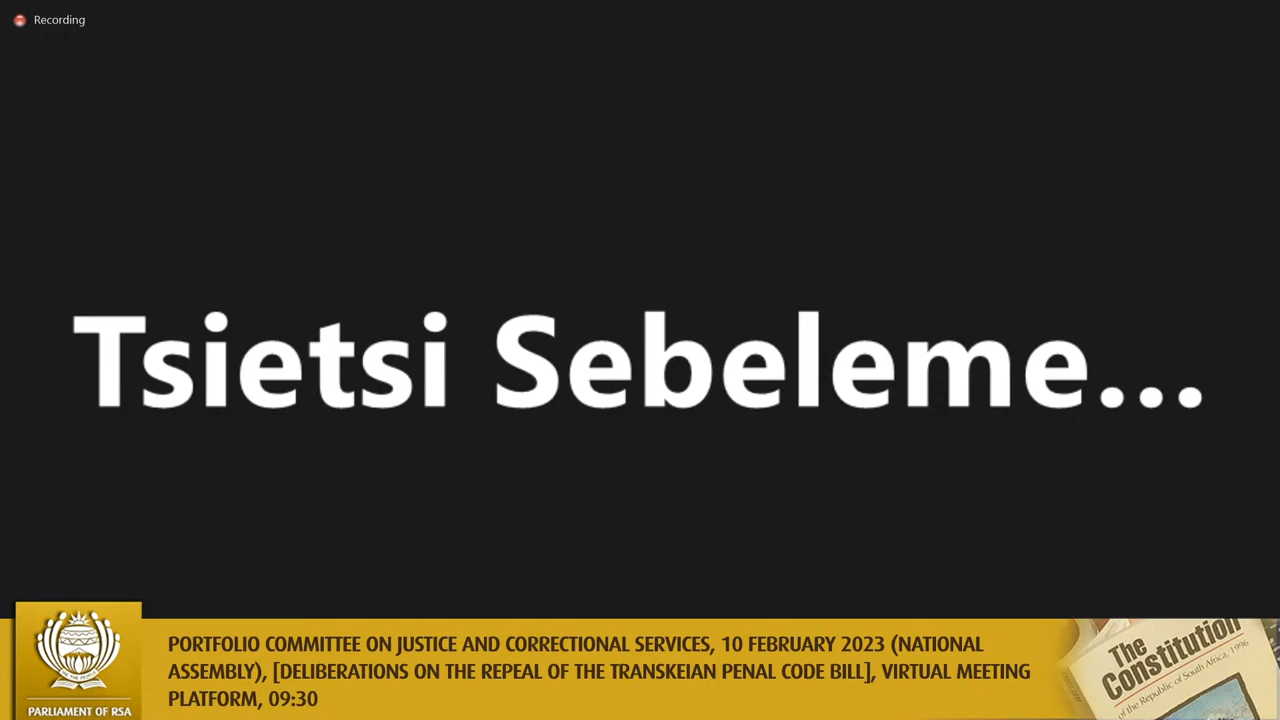 Recording
Tsietsi Sebeleme...
PORTFOLIO COMMITTEE ON JUSTICE AND CORRECTIONAL SERVICES, 10 FEBRUARY 2023 (NATIONAL
ASSEMBLY), [DELIBERATIONS ON THE REPEAL OF THE TRANSKEIAN PENAL CODE BILL], VIRTUAL MEETING
PLATFORM, 09:30
PARLIAMENT OF RSA
The
Constitution
of the Republic of South Africa, 1996